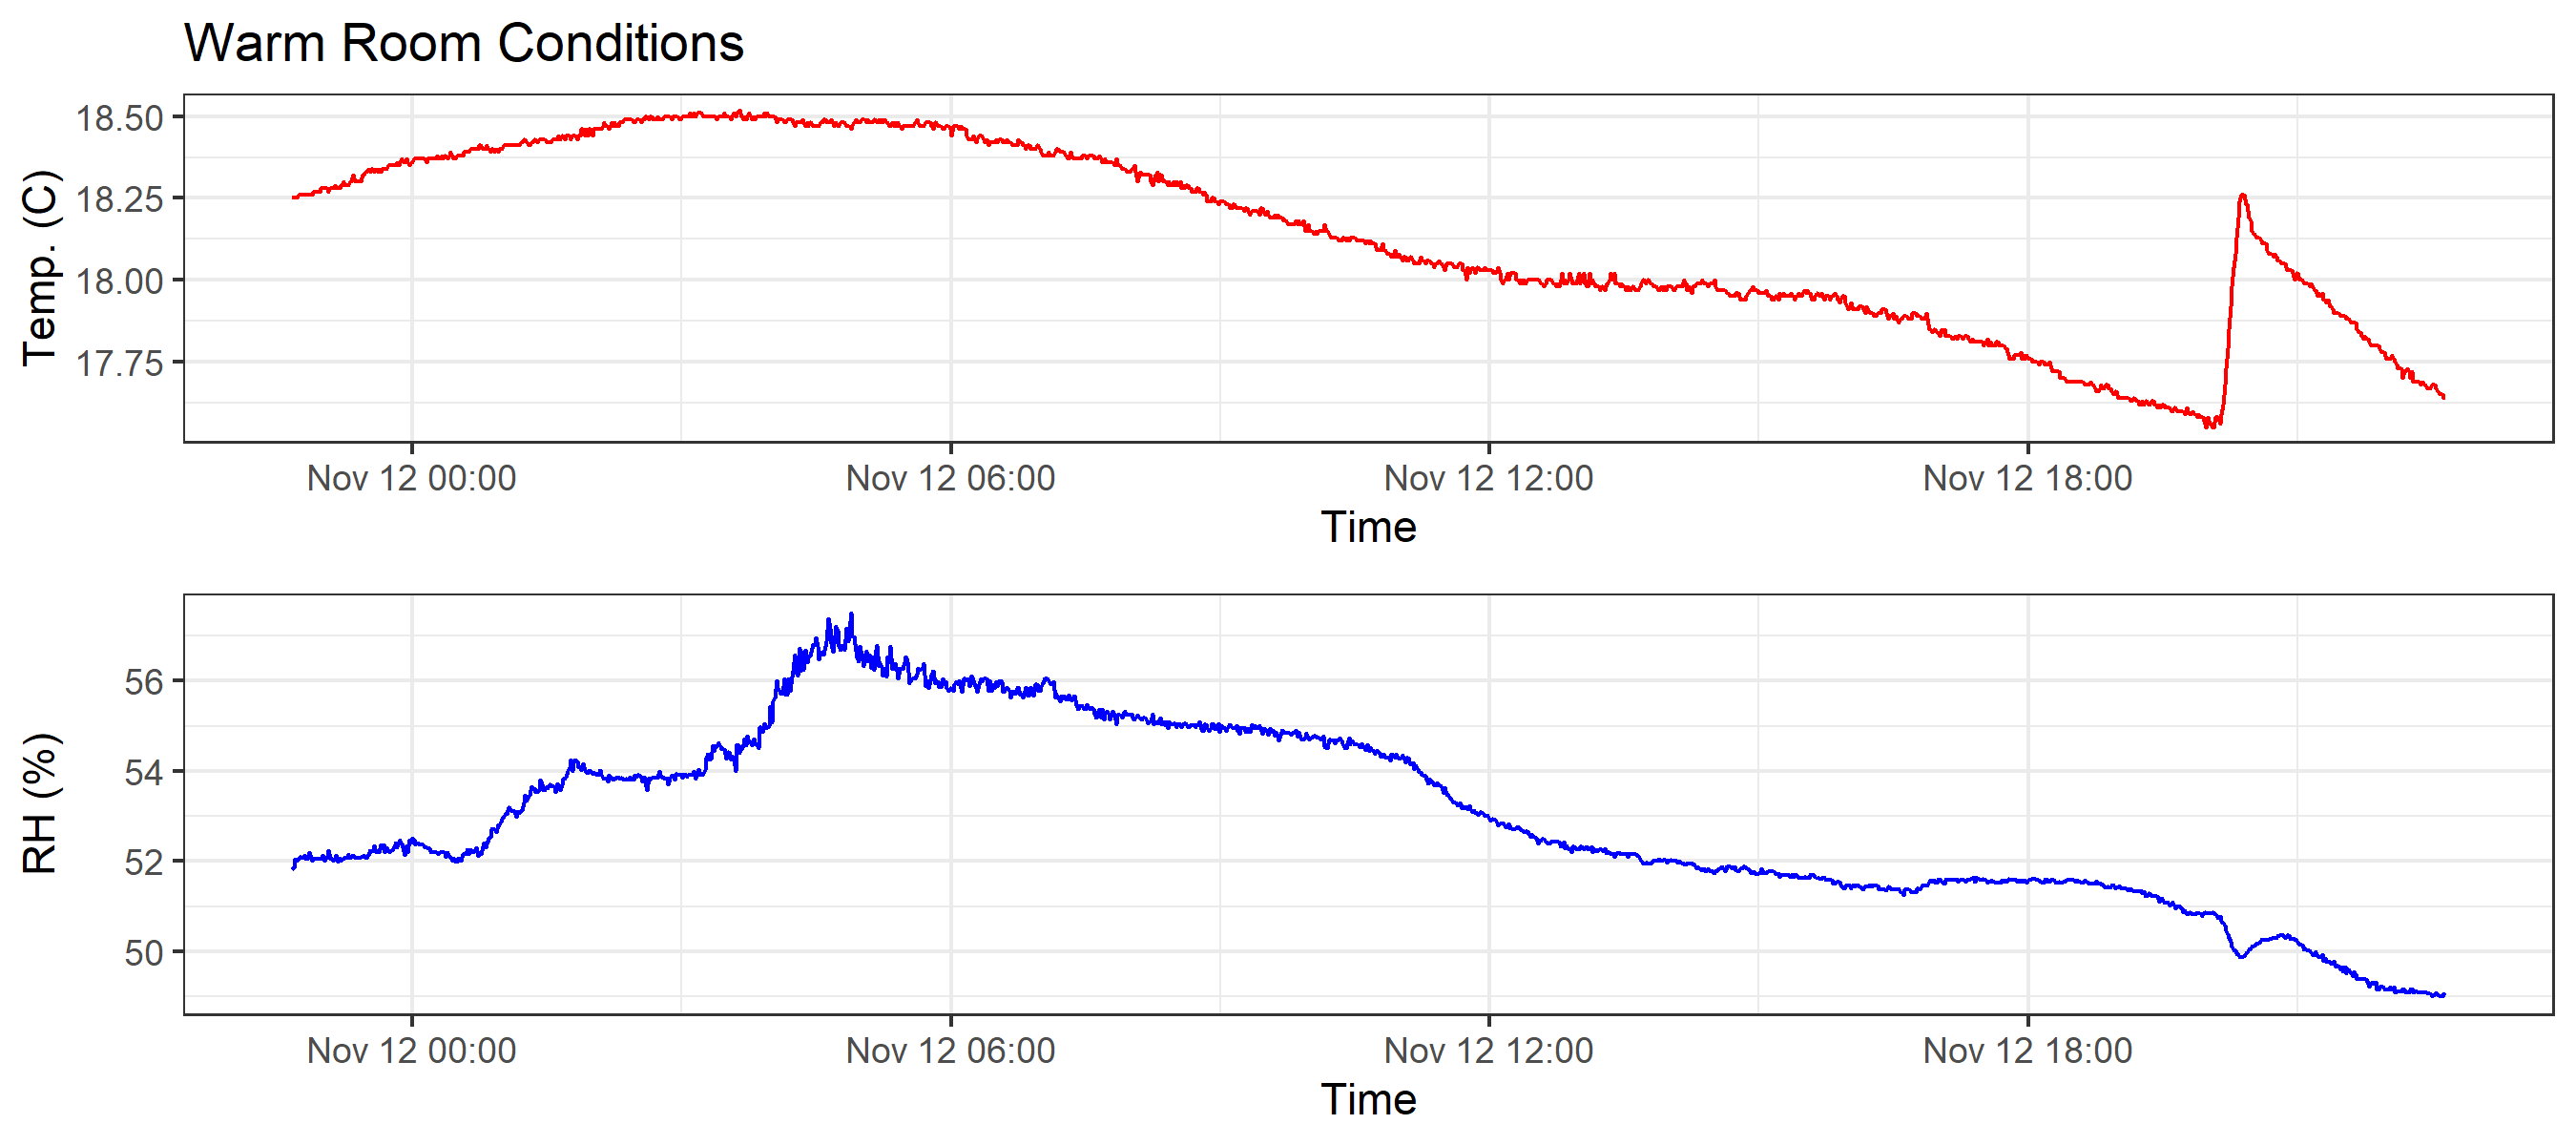 Warm Room Conditions
18.50
18.25
18.00
17.75
Temp. (C)
Nov 12 00:00 Nov 12 06:00 Nov 12 12:00 Nov 12 18:00
Time
56
54
52
50
RH (%)
Nov 12 00:00 Nov 12 06:00 Nov 12 12:00 Nov 12 18:00
Time